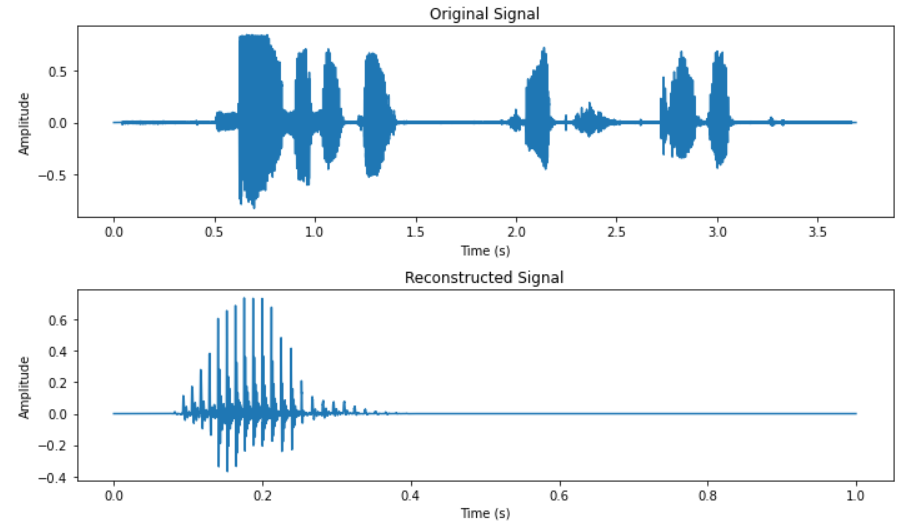 Original Signal
Amplitude
0.5
0.0
−0.5
0.0 0.5 1.0 1.5 2.0 2.5 3.0 3.5
Time (s)
Reconstructed Signal
Amplitude
0.6
0.4
0.2
0.0
−0.2
−0.4
0.0 0.2 0.4 0.6 0.8 1.0
Time (s)